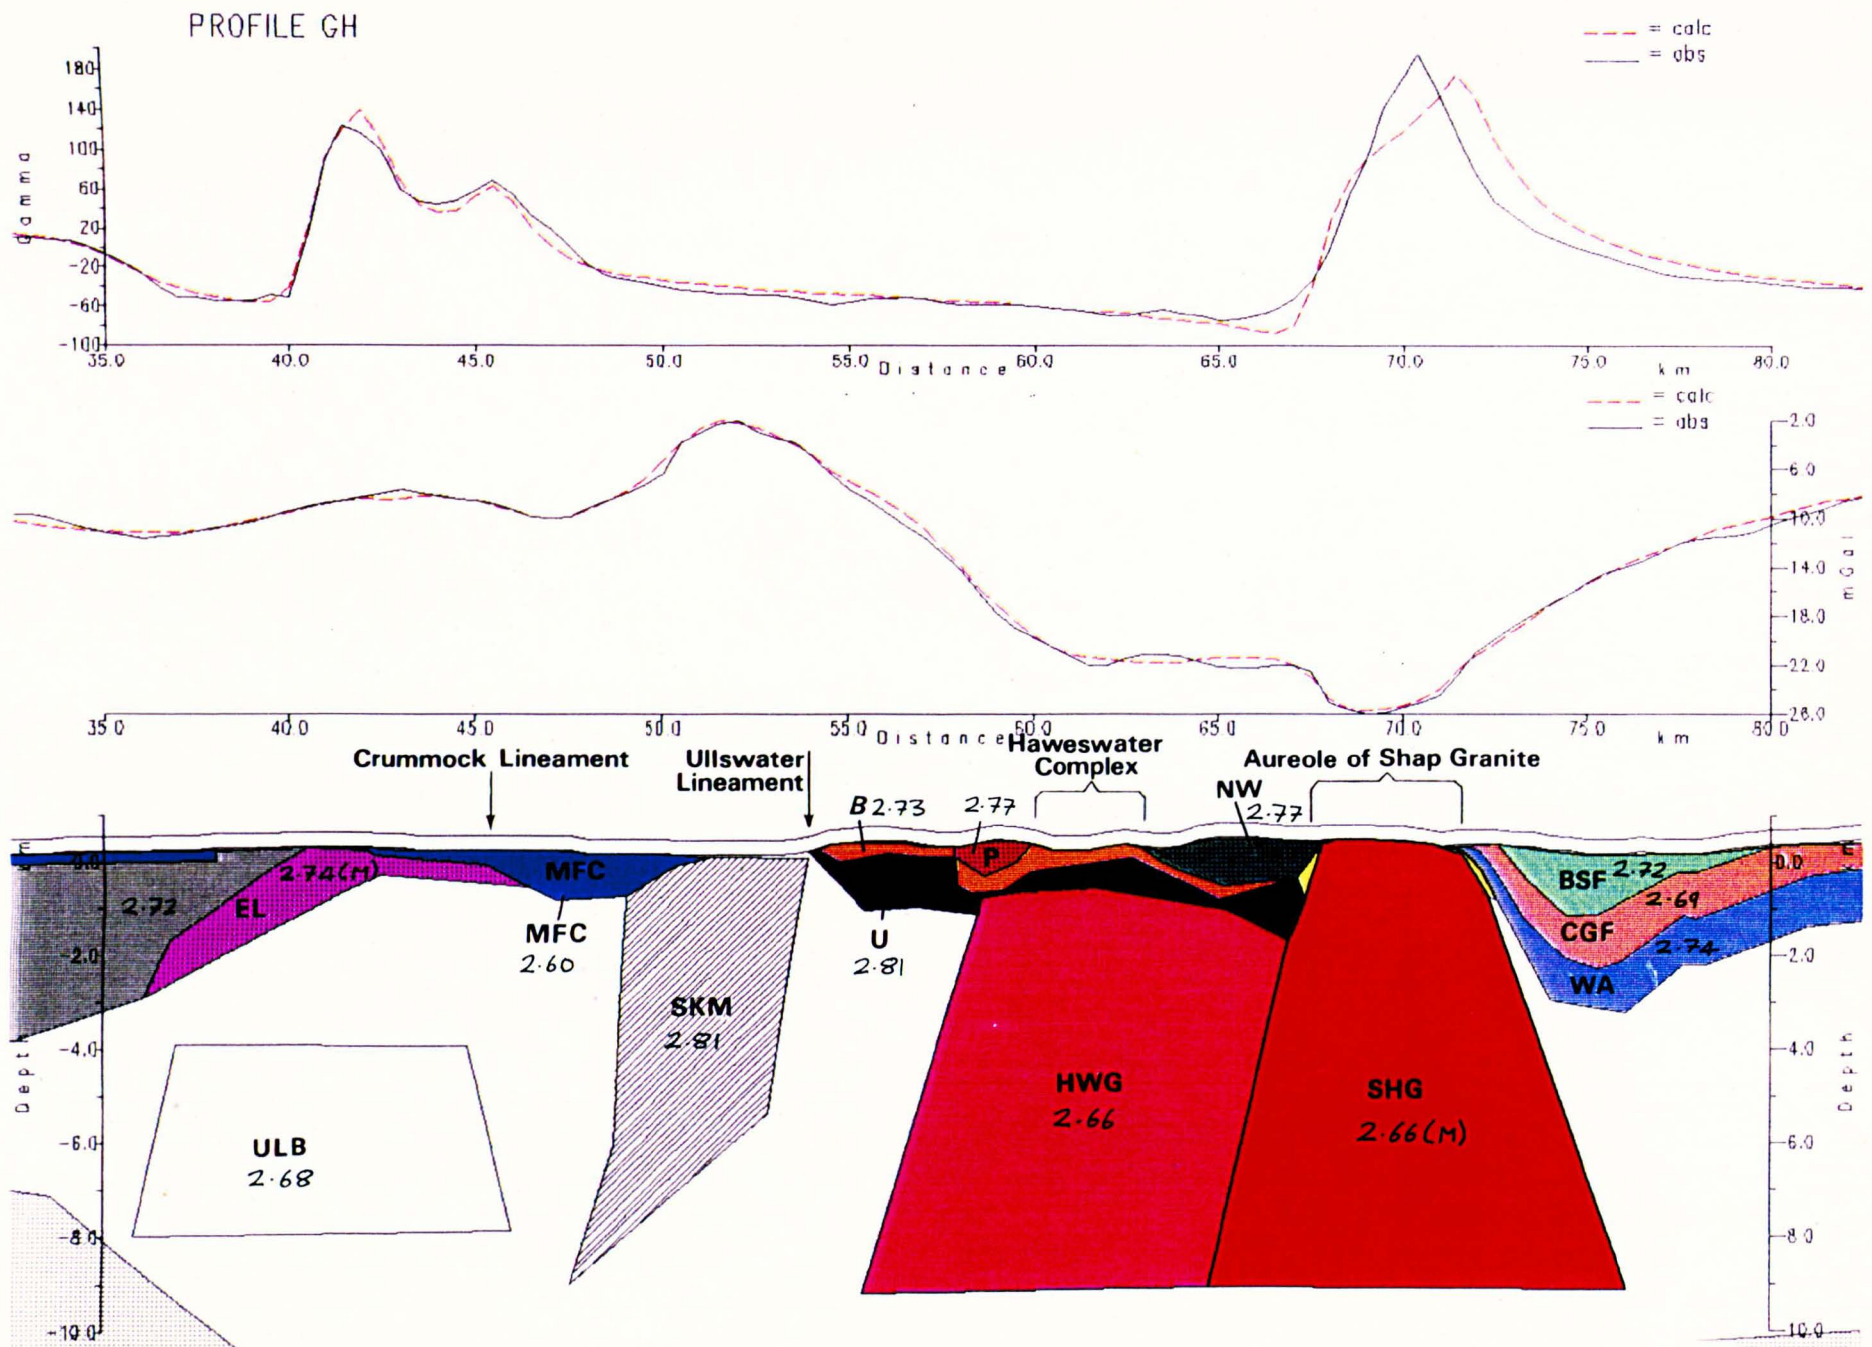 PROFILE GH
= calc
= obs
180
140
100
60
20
-20
-60
-100
Gamma
35.0 40.0 45.0 50.0 55.0 60.0 65.0 70.0 75.0 80.0
Distance km
= calc
= obs
-2.0
-6.0
-10.0
-14.0
-18.0
-22.0
-26.0
mGal
35.0 40.0 45.0 50.0 55.0 60.0 65.0 70.0 75.0 80.0
Distance km
Crummock Lineament
Ullswater
Lineament
Haweswater
Complex
Aureole of Shap Granite
B 2.73
2.77
NW
2.77
0.0
-2.0
-4.0
-6.0
-8.0
-10.0
Depth
2.72
EL
2.74(M)
MFC
MFC
2.60
SKM
2.81
ULB
2.68
P
U
2.81
HWG
2.66
SHG
2.66(M)
BSF 2.72
2.69
CGF
2.74
WA
0.0
-2.0
-4.0
-6.0
-8.0
-10.0
Depth